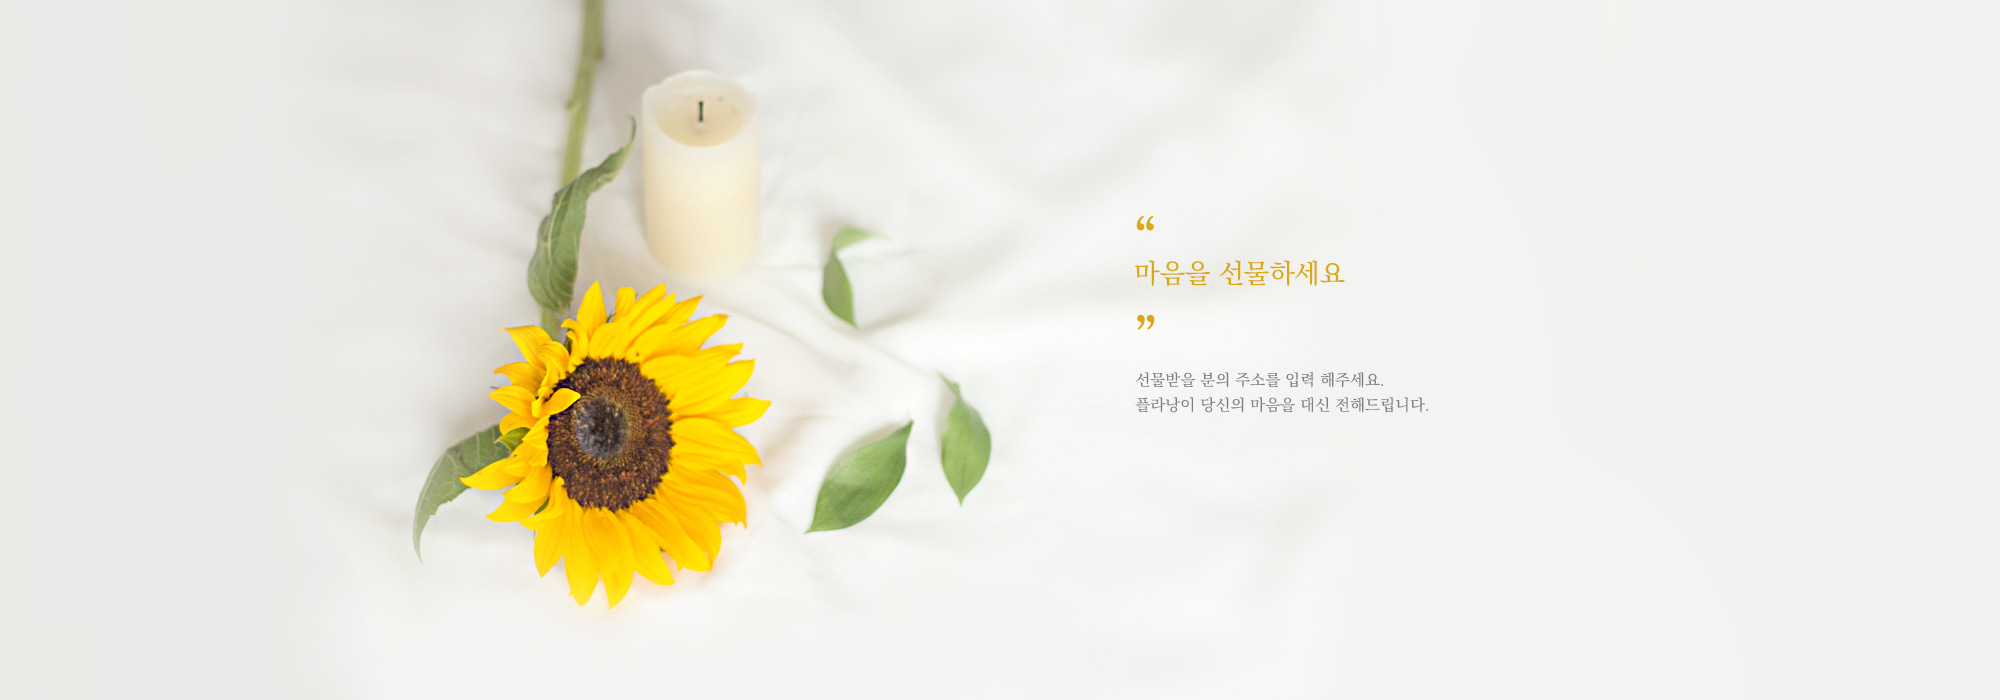 “
마음을 선물하세요
”
선물받을 분의 주소를 입력 해주세요.
플라낭이 당신의 마음을 대신 전해드립니다.